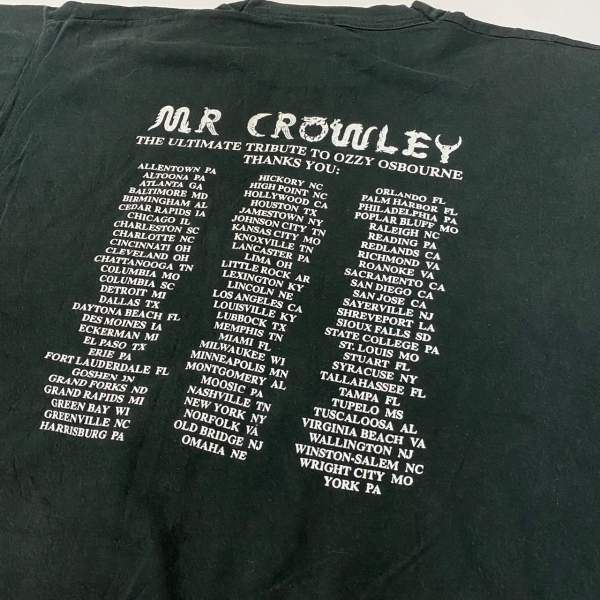 MR CROWLEY
THE ULTIMATE TRIBUTE TO OZZY OSBOURNE
THANKS YOU:
ALLENTOWN PA
ALTOONA PA
ATLANTA GA
BALTIMORE MD
BIRMINGHAM AL
CEDAR RAPIDS IA
CHICAGO IL
CHARLESTON SC
CHARLOTTE NC
CINCINNATI OH
CLEVELAND OH
CHATTANOOGA TN
COLUMBIA MO
COLUMBIA SC
DETROIT MI
DALLAS TX
DAYTONA BEACH FL
DES MOINES IA
ECKERMAN MI
EL PASO TX
ERIE PA
FORT LAUDERDALE FL
GOSHEN IN
GRAND FORKS ND
GRAND RAPIDS MI
GREEN BAY WI
GREENVILLE NC
HARRISBURG PA
HICKORY NC
HIGH POINT NC
HOLLYWOOD CA
HOUSTON TX
JAMESTOWN NY
JOHNSON CITY TN
KANSAS CITY MO
KNOXVILLE TN
LANCASTER PA
LIMA OH
LITTLE ROCK AR
LEXINGTON KY
LINCOLN NE
LOS ANGELES CA
LOUISVILLE KY
LUBBOCK TX
MEMPHIS TN
MIAMI FL
MILWAUKEE WI
MINNEAPOLIS MN
MONTGOMERY AL
MOOSIC PA
NASHVILLE TN
NEW YORK NY
NORFOLK VA
OLD BRIDGE NJ
OMAHA NE
ORLANDO FL
PALM HARBOR FL
PHILADELPHIA PA
POPLAR BLUFF MO
RALEIGH NC
READING PA
REDLANDS CA
RICHMOND VA
ROANOKE VA
SACRAMENTO CA
SAN DIEGO CA
SAN JOSE CA
SAYERVILLE NJ
SHREVEPORT LA
SIOUX FALLS SD
STATE COLLEGE PA
ST. LOUIS MO
STUART FL
SYRACUSE NY
TALLAHASSEE FL
TAMPA FL
TUPELO MS
TUSCALOOSA AL
VIRGINIA BEACH VA
WALLINGTON NJ
WINSTON-SALEM NC
WRIGHT CITY MO
YORK PA